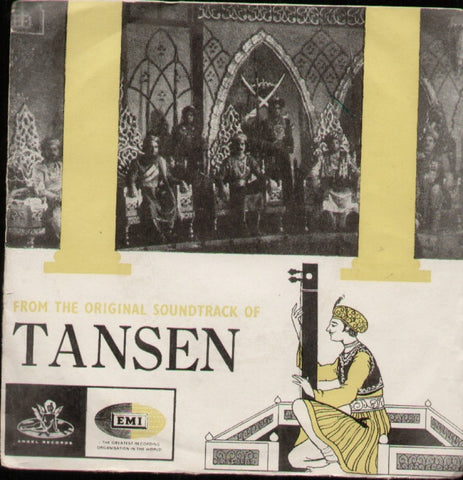 FROM THE ORIGINAL SOUNDTRACK OF
TANSEN
ANGEL RECORDS
EMI
THE GREATEST RECORDING
ORGANISATION IN THE WORLD